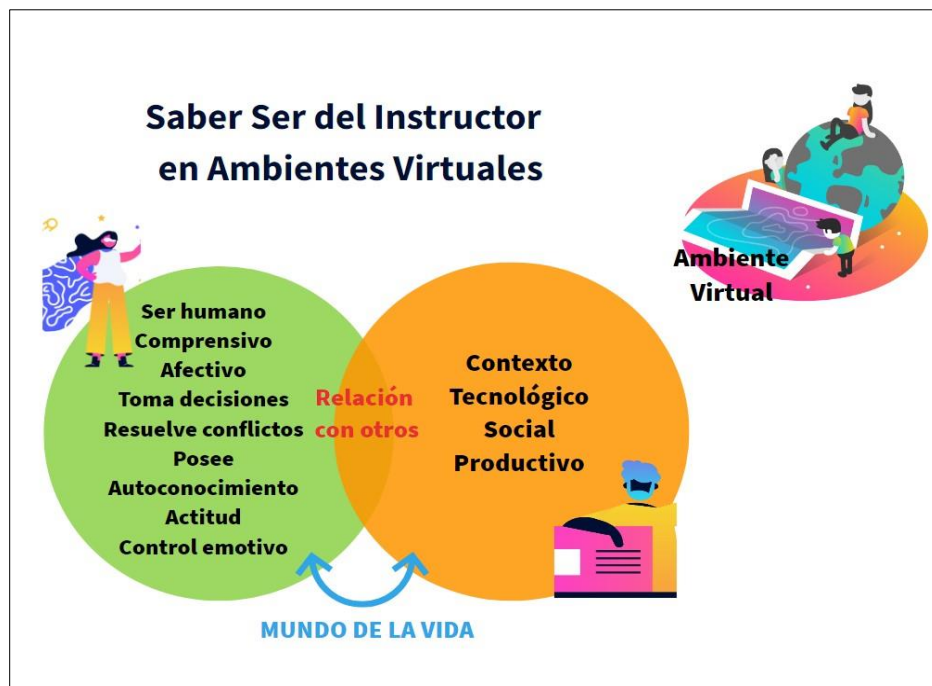 Saber Ser del Instructor
en Ambientes Virtuales
Ambiente
Virtual
Ser humano
Comprensivo
Afectivo
Toma decisiones
Resuelve conflictos
Posee
Autoconocimiento
Actitud
Control emotivo
Relación
con otros
Contexto
Tecnológico
Social
Productivo
MUNDO DE LA VIDA